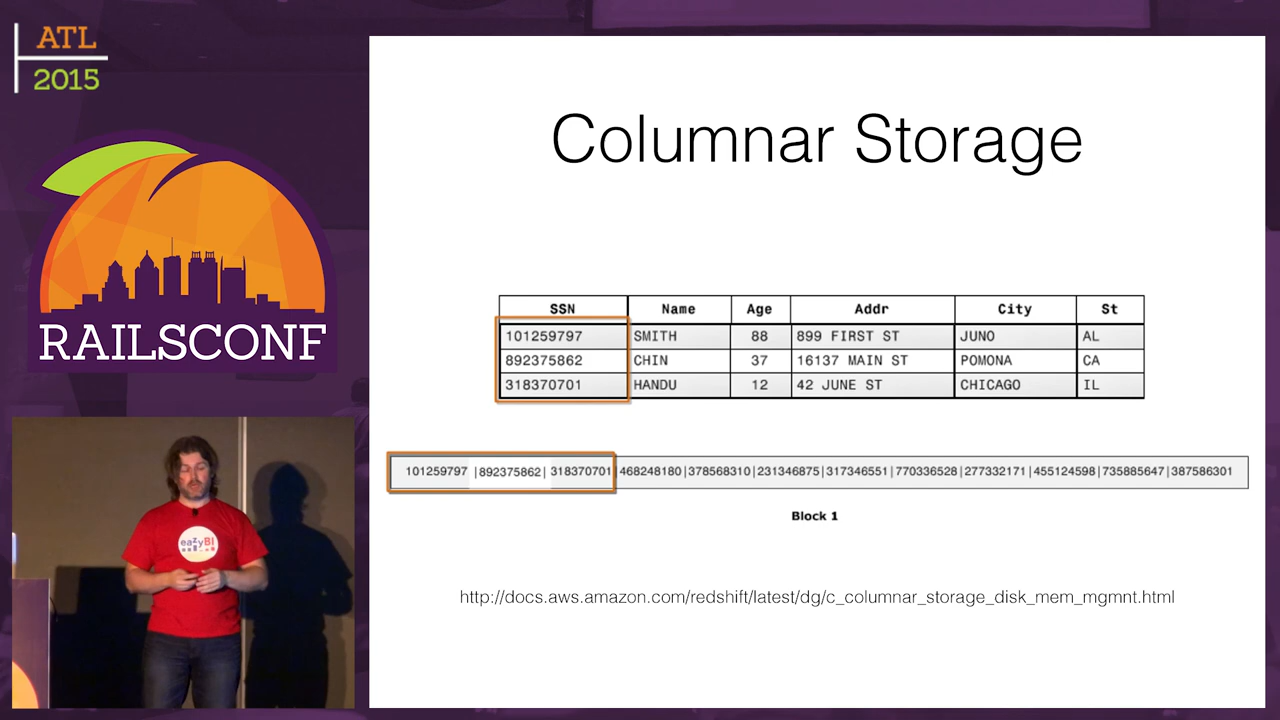 ATL
2015
RAILSCONF
eazyBI
Columnar Storage
SSN Name Age Addr City St
101259797 SMITH 88 899 FIRST ST JUNO AL
892375862 CHIN 37 16137 MAIN ST POMONA CA
318370701 HANDU 12 42 JUNE ST CHICAGO IL
101259797 |892375862| 318370701|468248180|378568310|231346875|317346551|770336528|277332171|455124598|735885647|387586301
Block 1
http://docs.aws.amazon.com/redshift/latest/dg/c_columnar_storage_disk_mem_mgmnt.html